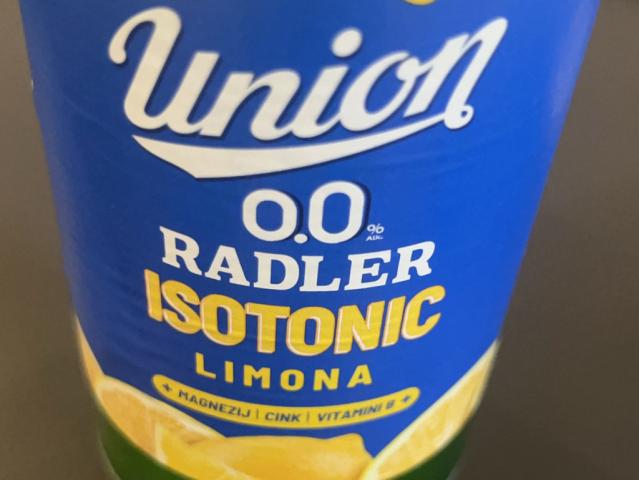 Union
0.0 % ALK.
RADLER
ISOTONIC
LIMONA
+ MAGNEZIJ | CINK | VITAMINI B +